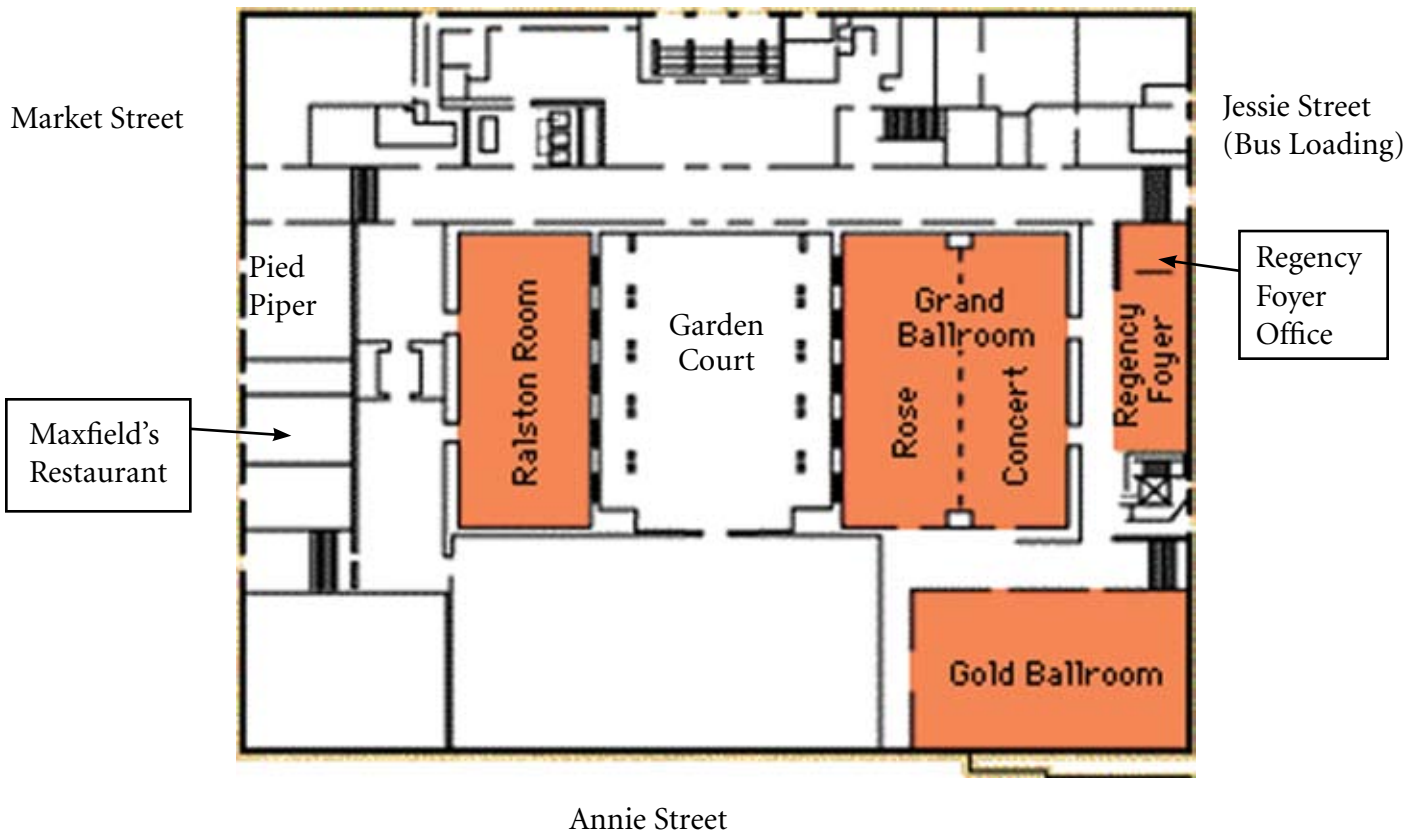 Market Street
Jessie Street
(Bus Loading)
Pied
Piper
Regency
Foyer
Office
Garden
Court
Grand
Ballroom
Ralston Room
Rose
Concert
Regency
Foyer
Maxfield's
Restaurant
Gold Ballroom
Annie Street